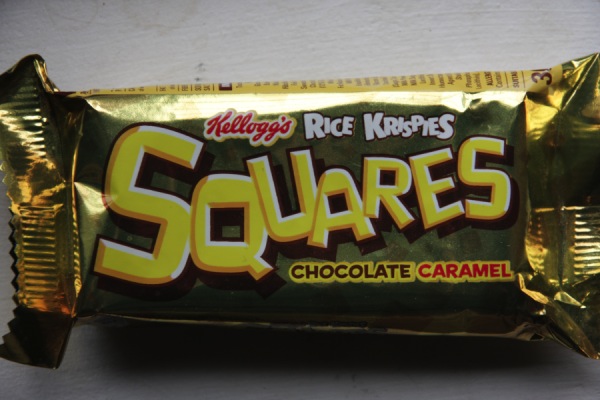 Kellogg's RICE KRISPIES
SQUARES
CHOCOLATE CARAMEL